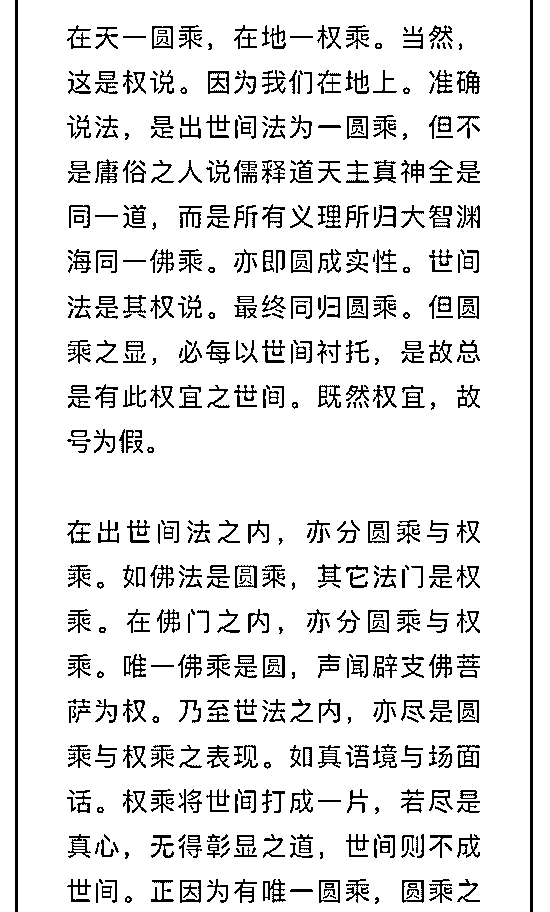 在天一圆乘，在地一权乘。当然，
这是权说。因为我们在地上。准确
说法，是出世间法为一圆乘，但不
是庸俗之人说儒释道天主真神全是
同一道，而是所有义理所归大智渊
海同一佛乘。亦即圆成实性。世间
法是其权说。最终同归圆乘。但圆
乘之显，必每以世间衬托，是故总
是有此权宜之世间。既然权宜，故
号为假。
在出世间法之内，亦分圆乘与权
乘。如佛法是圆乘，其它法门是权
乘。在佛门之内，亦分圆乘与权
乘。唯一佛乘是圆，声闻辟支佛菩
萨为权。乃至世法之内，亦尽是圆
乘与权乘之表现。如真语境与场面
话。权乘将世间打成一片，若尽是
真心，无得彰显之道，世间则不成
世间。正因为有唯一圆乘，圆乘之